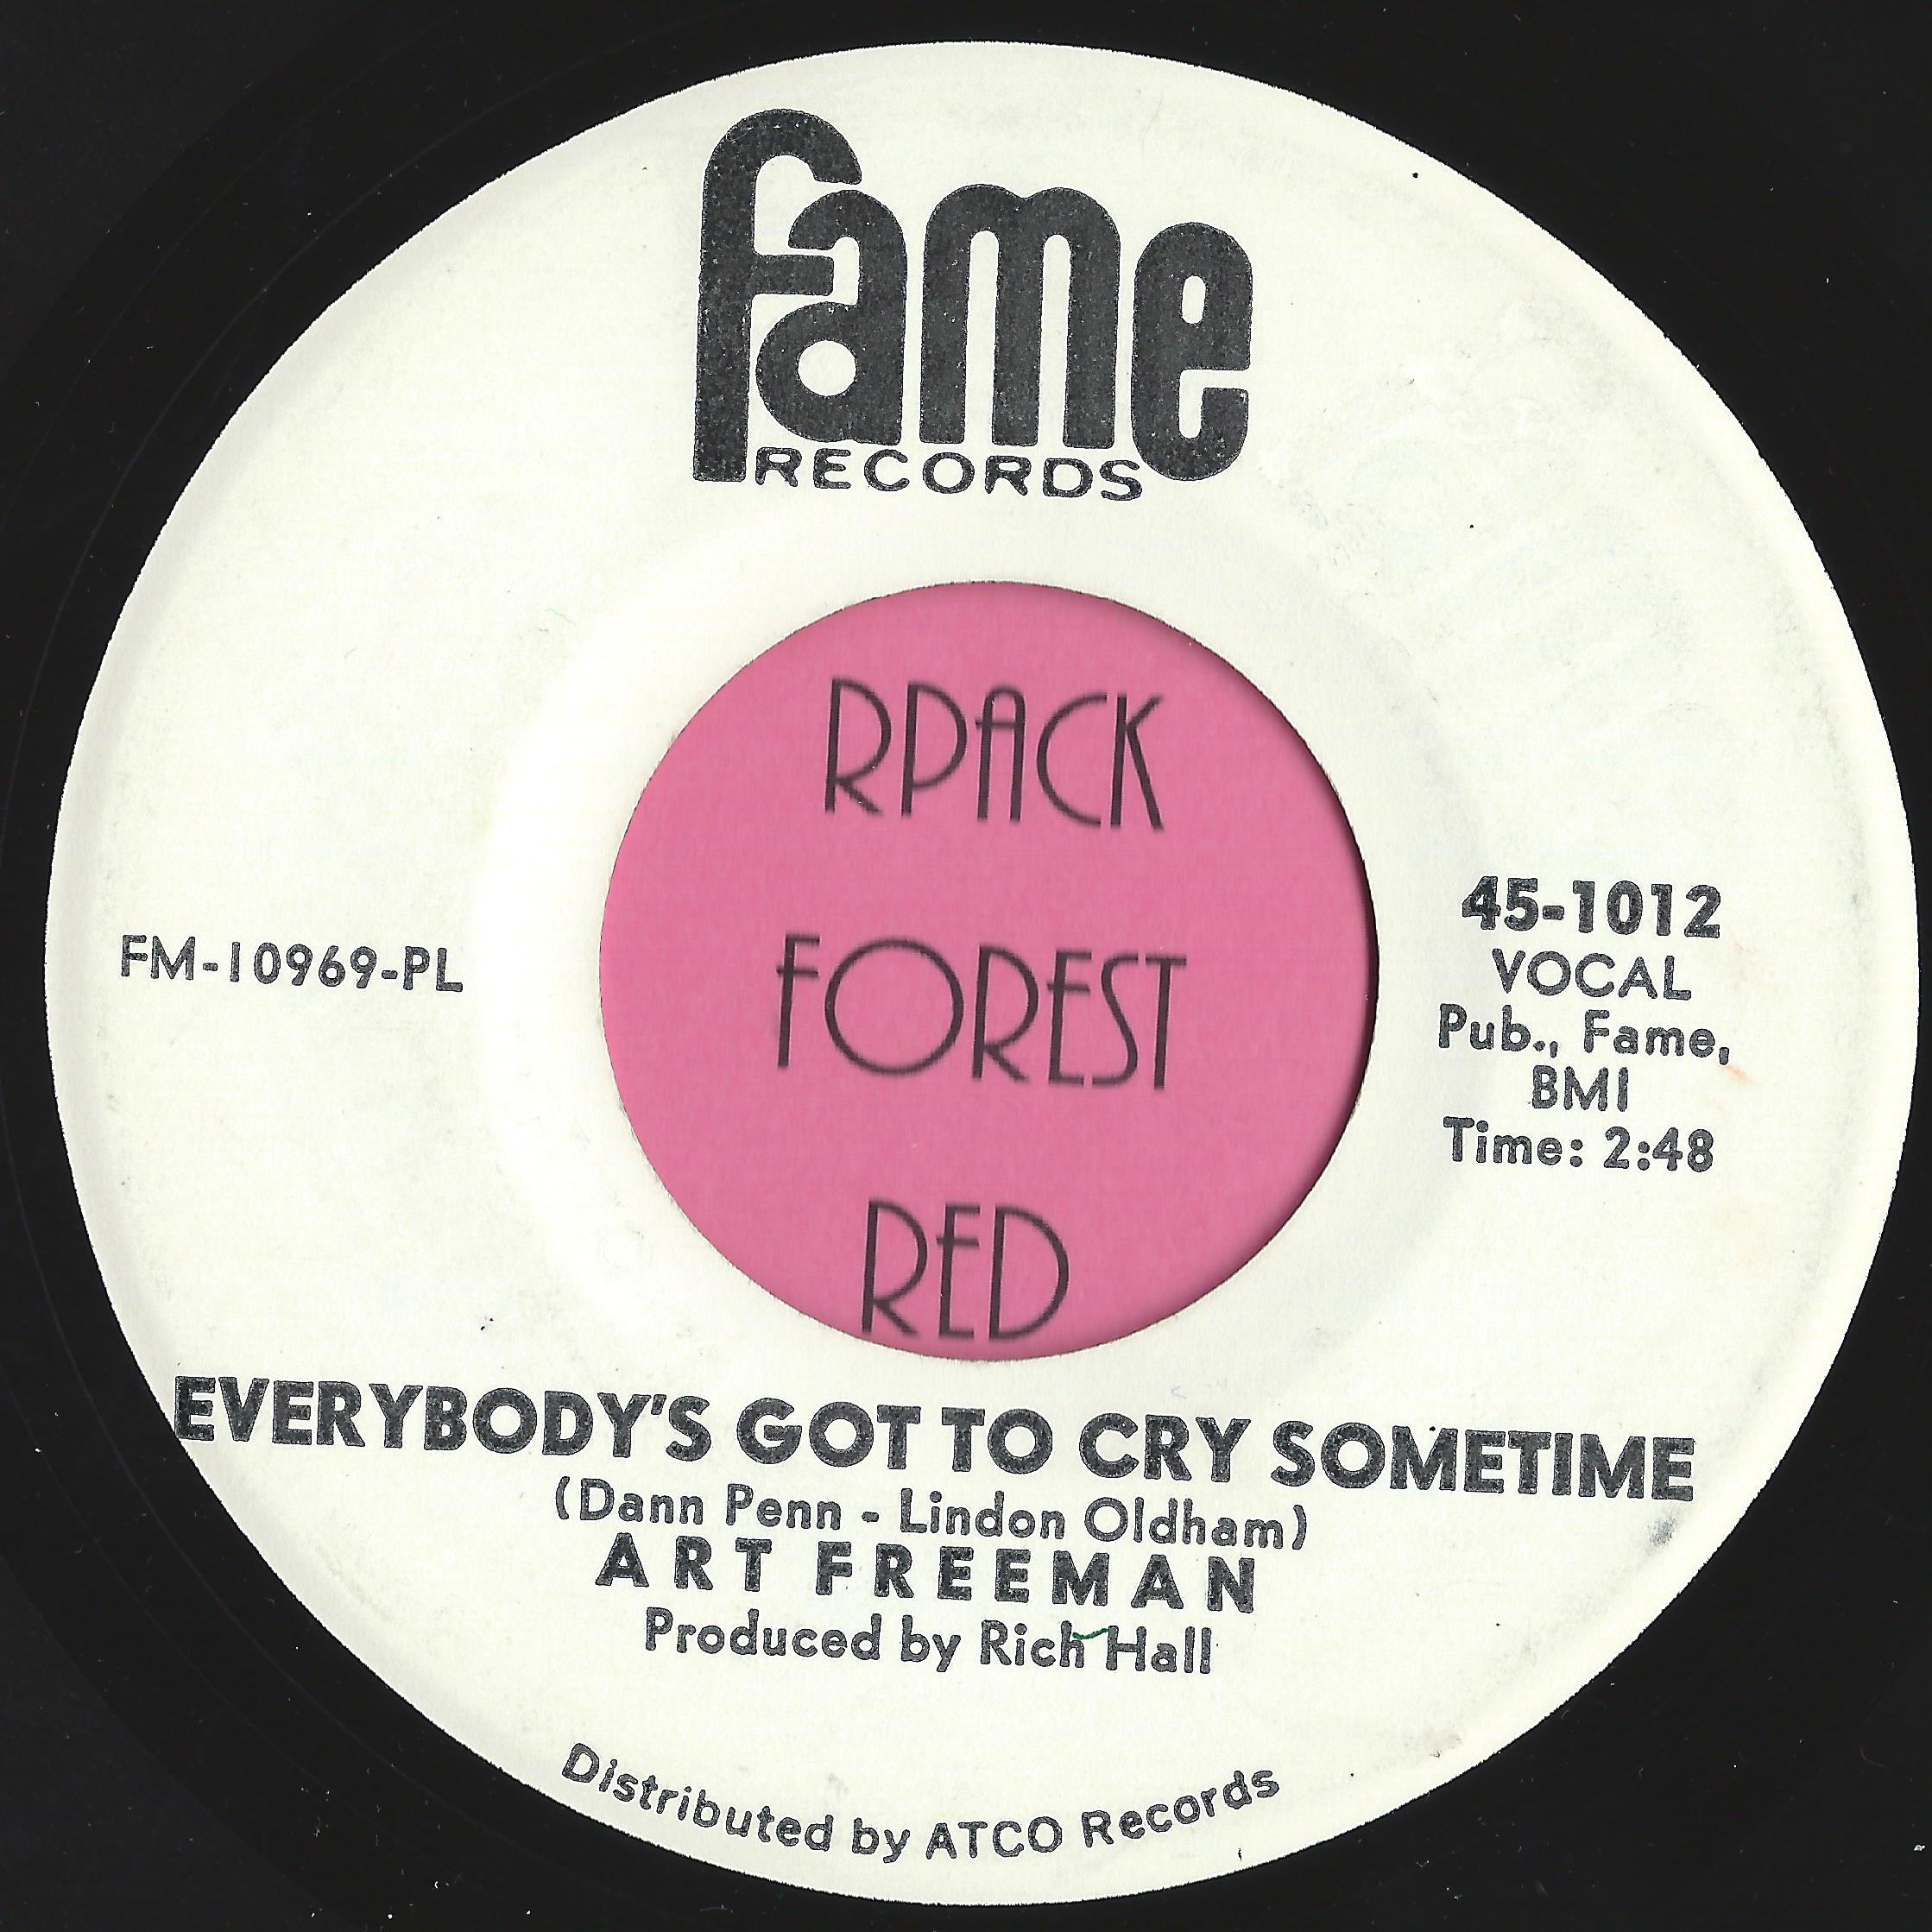 fame
RECORDS
RPACK
FOREST
RED
FM-10969-PL
45-1012
VOCAL
Pub., Fame,
BMI
Time: 2:48
EVERYBODY'S GOT TO CRY SOMETIME
(Dann Penn - Lindon Oldham)
ART FREEMAN
Produced by Rich Hall
Distributed by ATCO Records